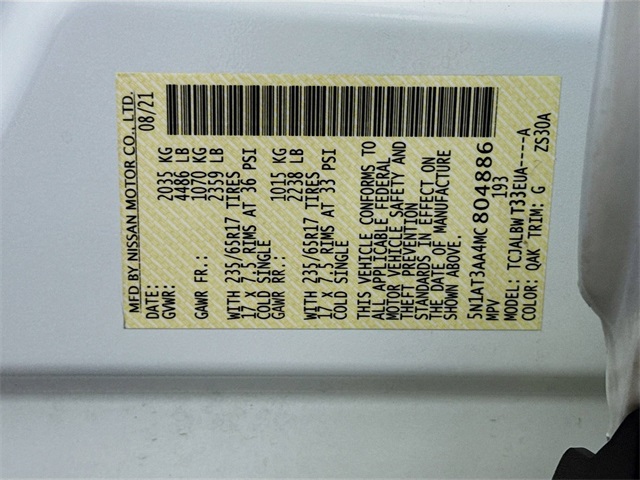 MFD BY NISSAN MOTOR CO., LTD.
DATE: 08/21
GVWR: 2035 KG
4486 LB
GAWR FR.: 1070 KG
2359 LB
WITH 235/65R17 TIRES
17 X 7.5 RIMS AT 36 PSI
COLD SINGLE
GAWR RR.: 1015 KG
2238 LB
WITH 235/65R17 TIRES
17 X 7.5 RIMS AT 33 PSI
COLD SINGLE
THIS VEHICLE CONFORMS TO
ALL APPLICABLE FEDERAL
MOTOR VEHICLE SAFETY AND
THEFT PREVENTION
STANDARDS IN EFFECT ON
THE DATE OF MANUFACTURE
SHOWN ABOVE.
5N1AT3AA4MC804886
MPV 193
MODEL: TCJALBW T33EUA----A
COLOR: QAK TRIM: G ZS30A